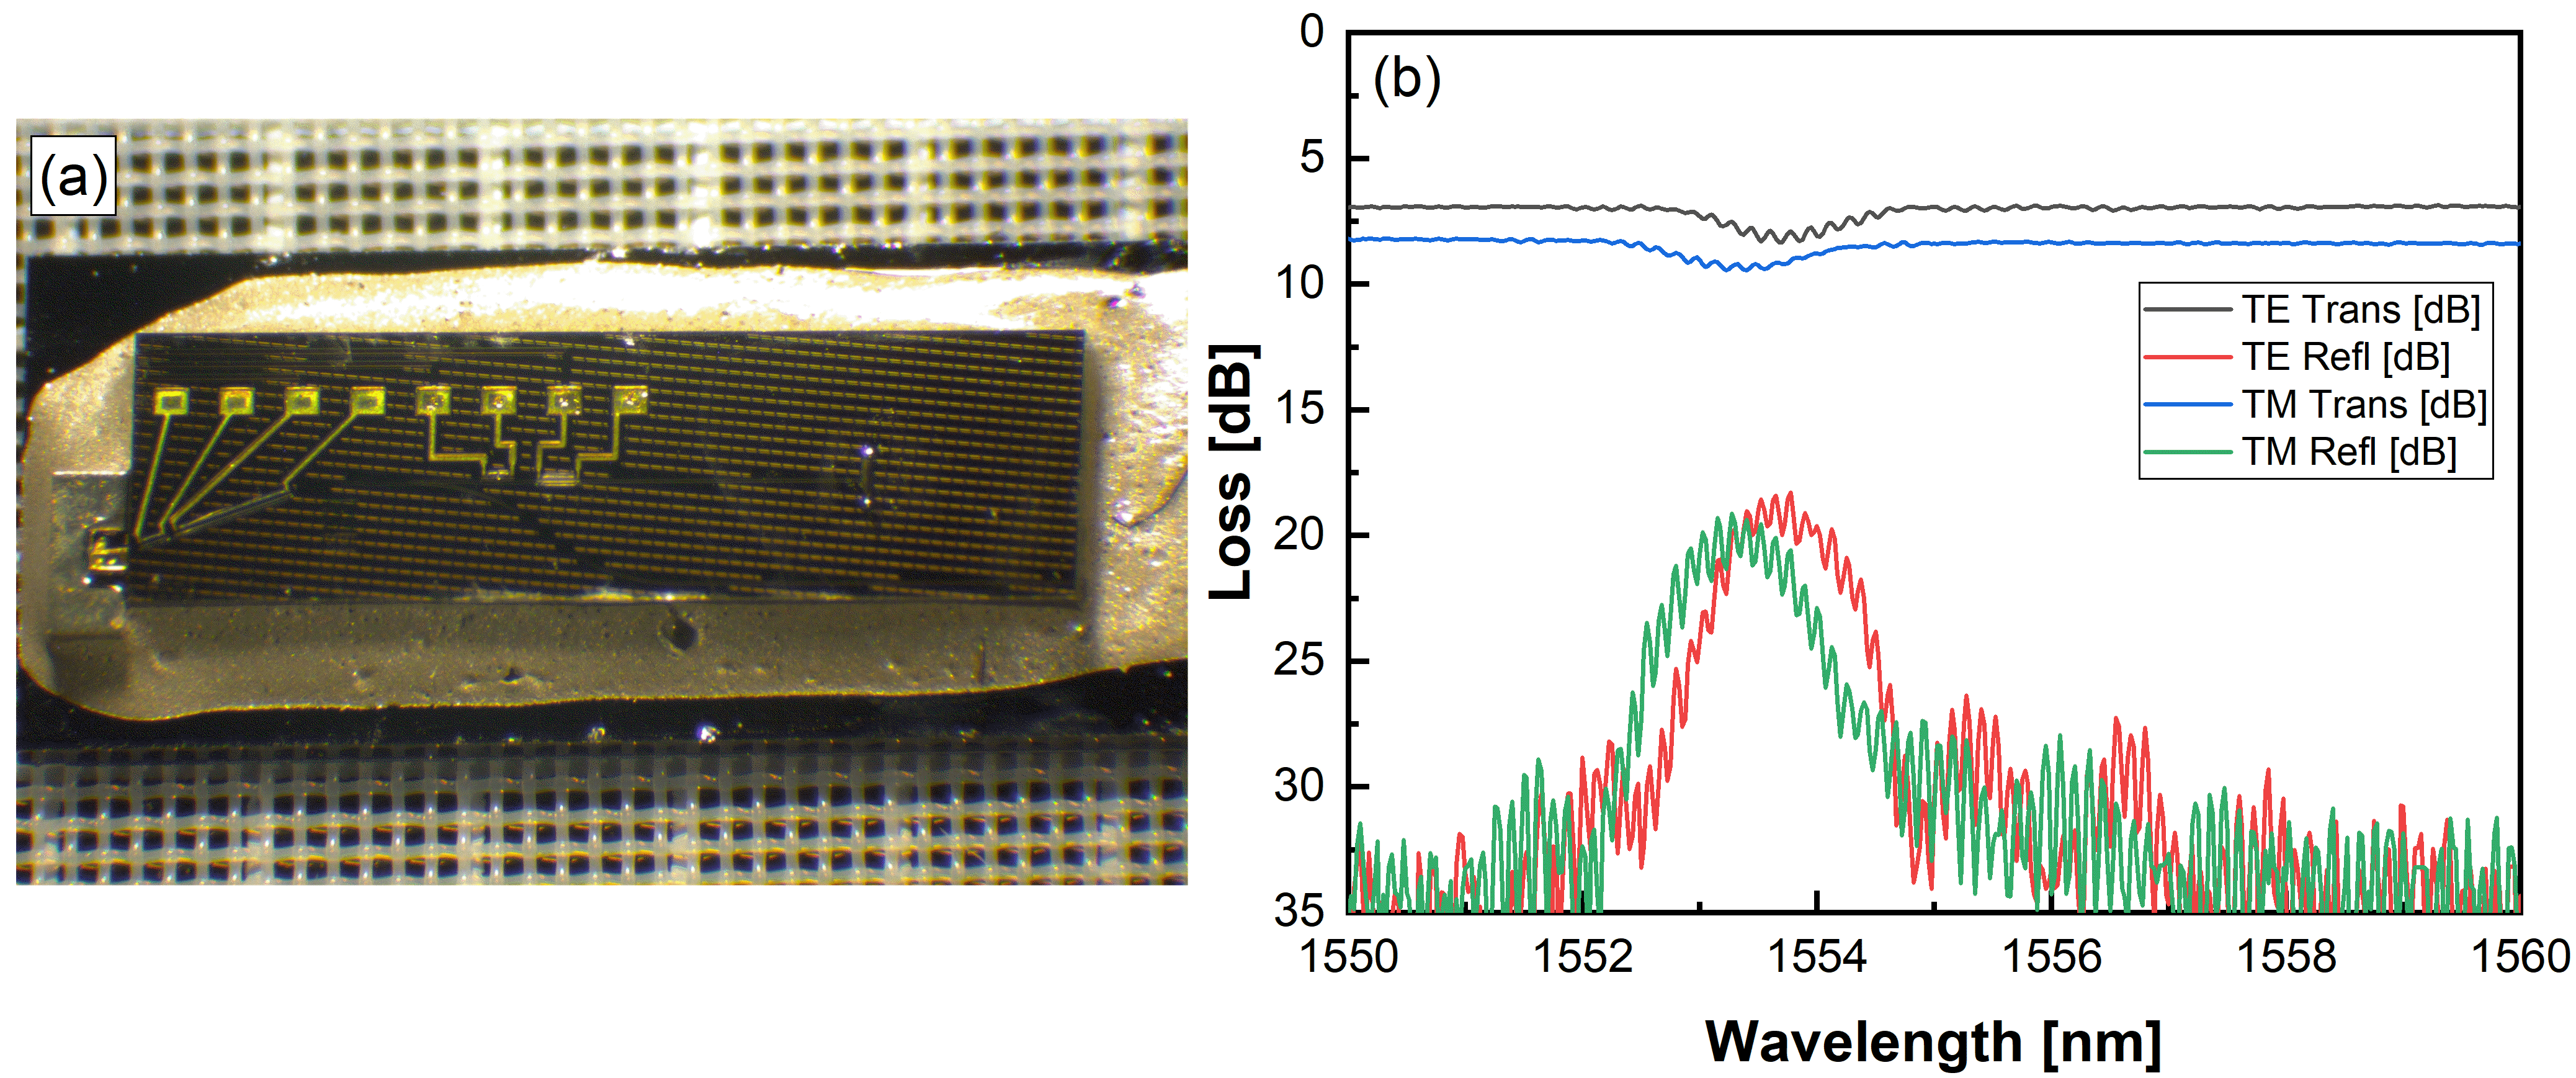 (a)
(b)
Loss [dB]
0
5
10
15
20
25
30
35
TE Trans [dB]
TE Refl [dB]
TM Trans [dB]
TM Refl [dB]
1550 1552 1554 1556 1558 1560
Wavelength [nm]